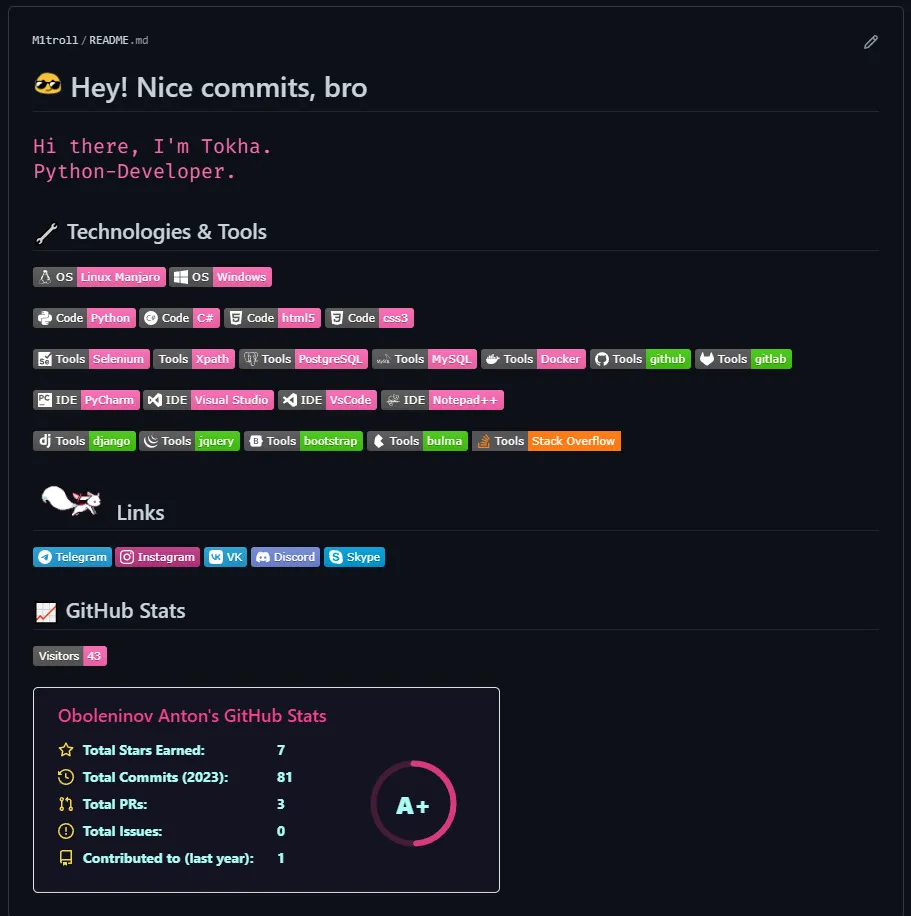 M1troll / README.md
😎 Hey! Nice commits, bro
Hi there, I'm Tokha.
Python-Developer.
Technologies & Tools
OS Linux Manjaro OS Windows
Code Python Code C# Code html5 Code css3
Tools Selenium Tools Xpath Tools PostgreSQL Tools MySQL Tools Docker Tools github Tools gitlab
IDE PyCharm IDE Visual Studio IDE VsCode IDE Notepad++
Tools django Tools jquery Tools bootstrap Tools bulma Tools Stack Overflow
Links
Telegram Instagram VK Discord Skype
GitHub Stats
Visitors 43
Oboleninov Anton's GitHub Stats
Total Stars Earned: 7
Total Commits (2023): 81
Total PRs: 3
A+
Total Issues: 0
Contributed to (last year): 1